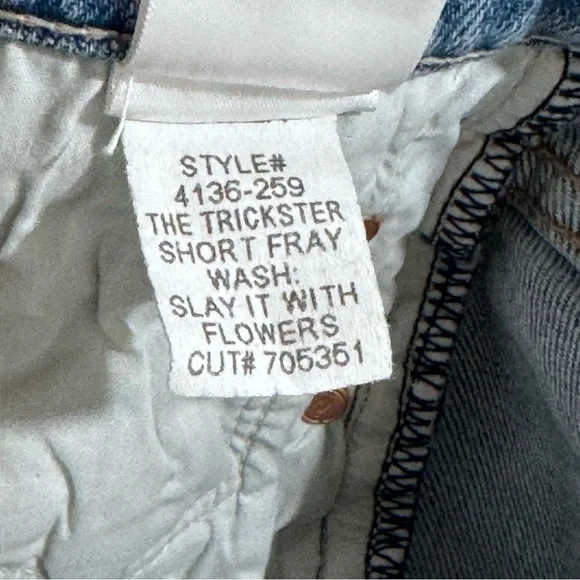 STYLE#
4136-259
THE TRICKSTER
SHORT FRAY
WASH:
SLAY IT WITH
FLOWERS
CUT# 705351